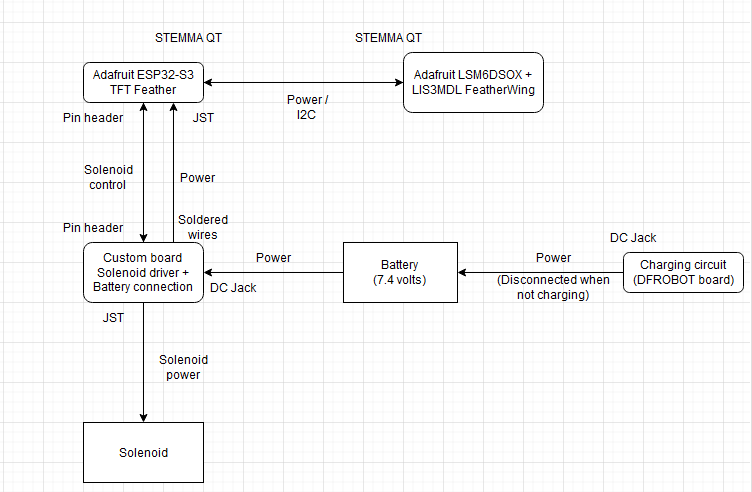 STEMMA QT
STEMMA QT
Adafruit ESP32-S3
TFT Feather
Adafruit LSM6DSOX +
LIS3MDL FeatherWing
Power /
I2C
Pin header
JST
Solenoid
control
Power
Pin header
Soldered
wires
Custom board
Solenoid driver +
Battery connection
Power
DC Jack
Battery
(7.4 volts)
Power
(Disconnected when
not charging)
DC Jack
Charging circuit
(DFROBOT board)
JST
Solenoid
power
Solenoid